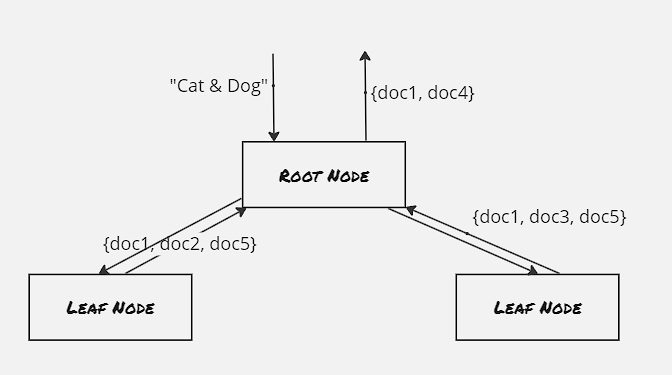 "Cat & Dog"
{doc1, doc4}
Root Node
{doc1, doc3, doc5}
{doc1, doc2, doc5}
Leaf Node
Leaf Node